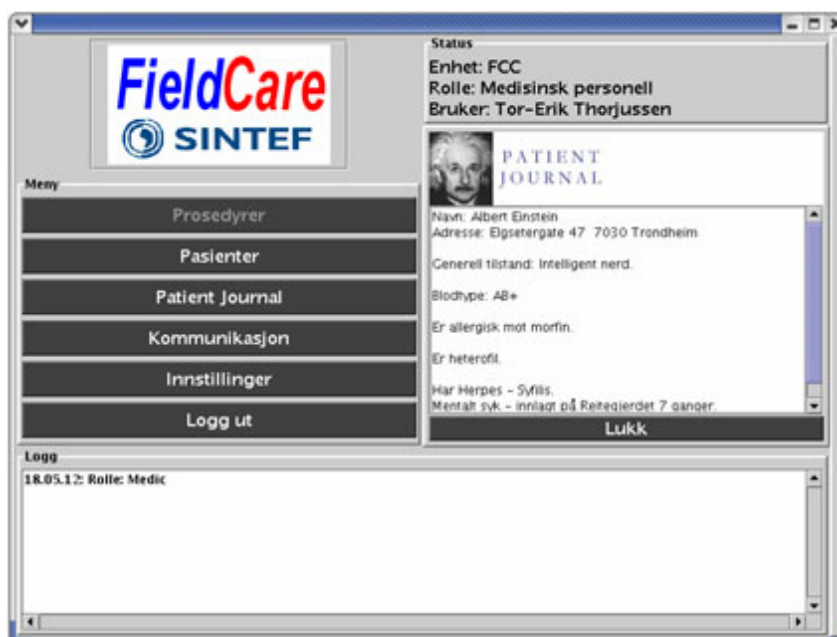 FieldCare
SINTEF
Status
Enhet: FCC
Rolle: Medisinsk personell
Bruker: Tor-Erik Thorjussen
PATIENT
JOURNAL
Navn: Albert Einstein
Adresse: Elgsetergate 47 7030 Trondheim
Generell tilstand: Intelligent nerd.
Blodtype: AB+
Er allergisk mot morfin.
Er heterofil.
Har Herpes - Syfilis.
Mentalt syk - innlagt på Reitegjerdet 7 ganger.
Lukk
Meny
Prosedyrer
Pasienter
Patient Journal
Kommunikasjon
Innstillinger
Logg ut
Logg
18.05.12: Rolle: Medic